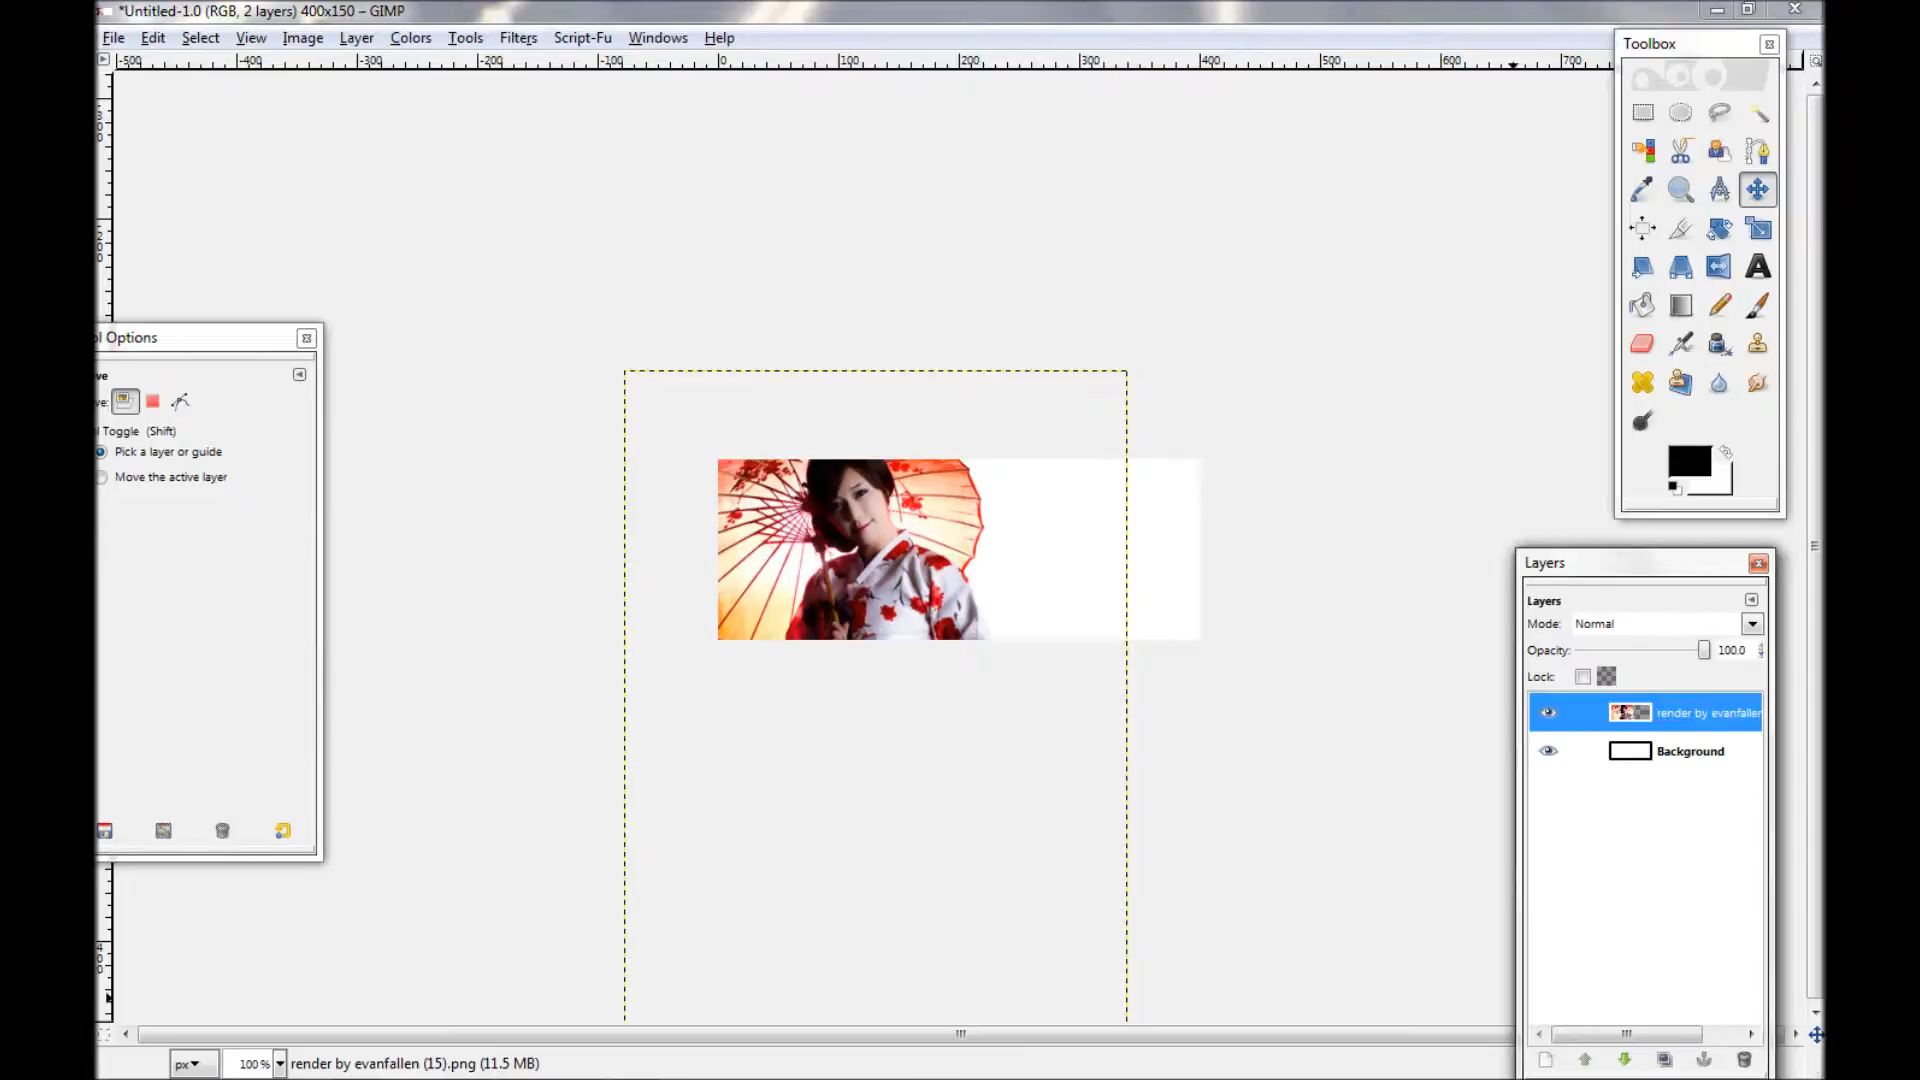 *Untitled-1.0 (RGB, 2 layers) 400x150 – GIMP
File Edit Select View Image Layer Colors Tools Filters Script-Fu Windows Help
-500 -400 -300 -200 -100 0 100 200 300 400 500 600 700
Toolbox
ol Options
ve
ve:
l Toggle (Shift)
Pick a layer or guide
Move the active layer
Layers
Layers
Mode: Normal
Opacity: 100.0
Lock:
render by evanfallen
Background
px 100 % render by evanfallen (15).png (11.5 MB)